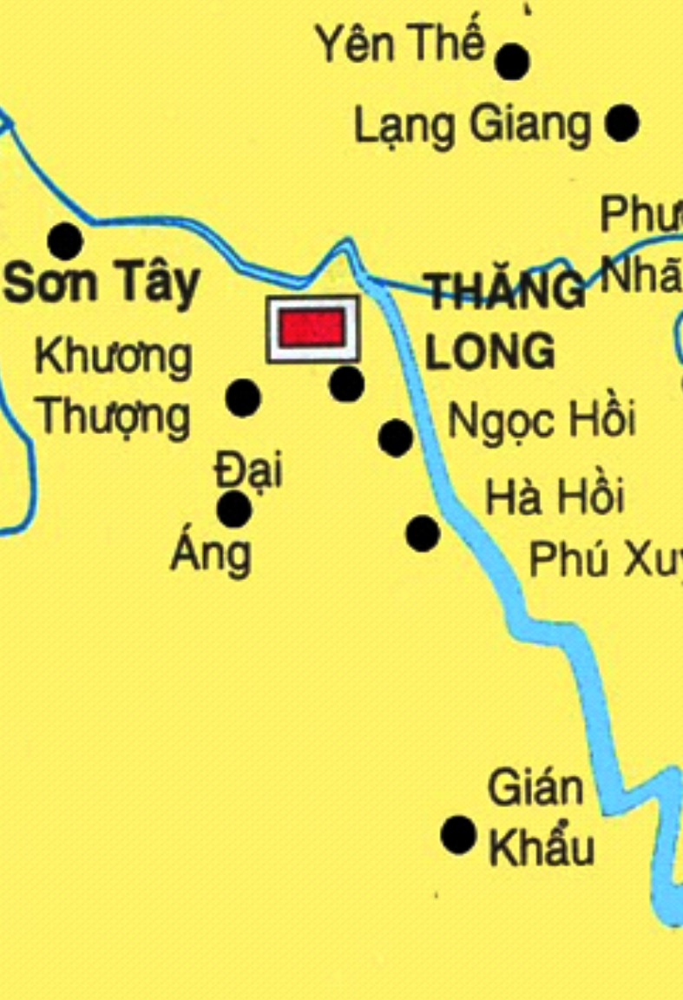 Yên Thế
Lạng Giang
Sơn Tây
THĂNG
LONG
Khương
Thượng
Ngọc Hồi
Đại
Áng
Hà Hồi
Gián
Khẩu